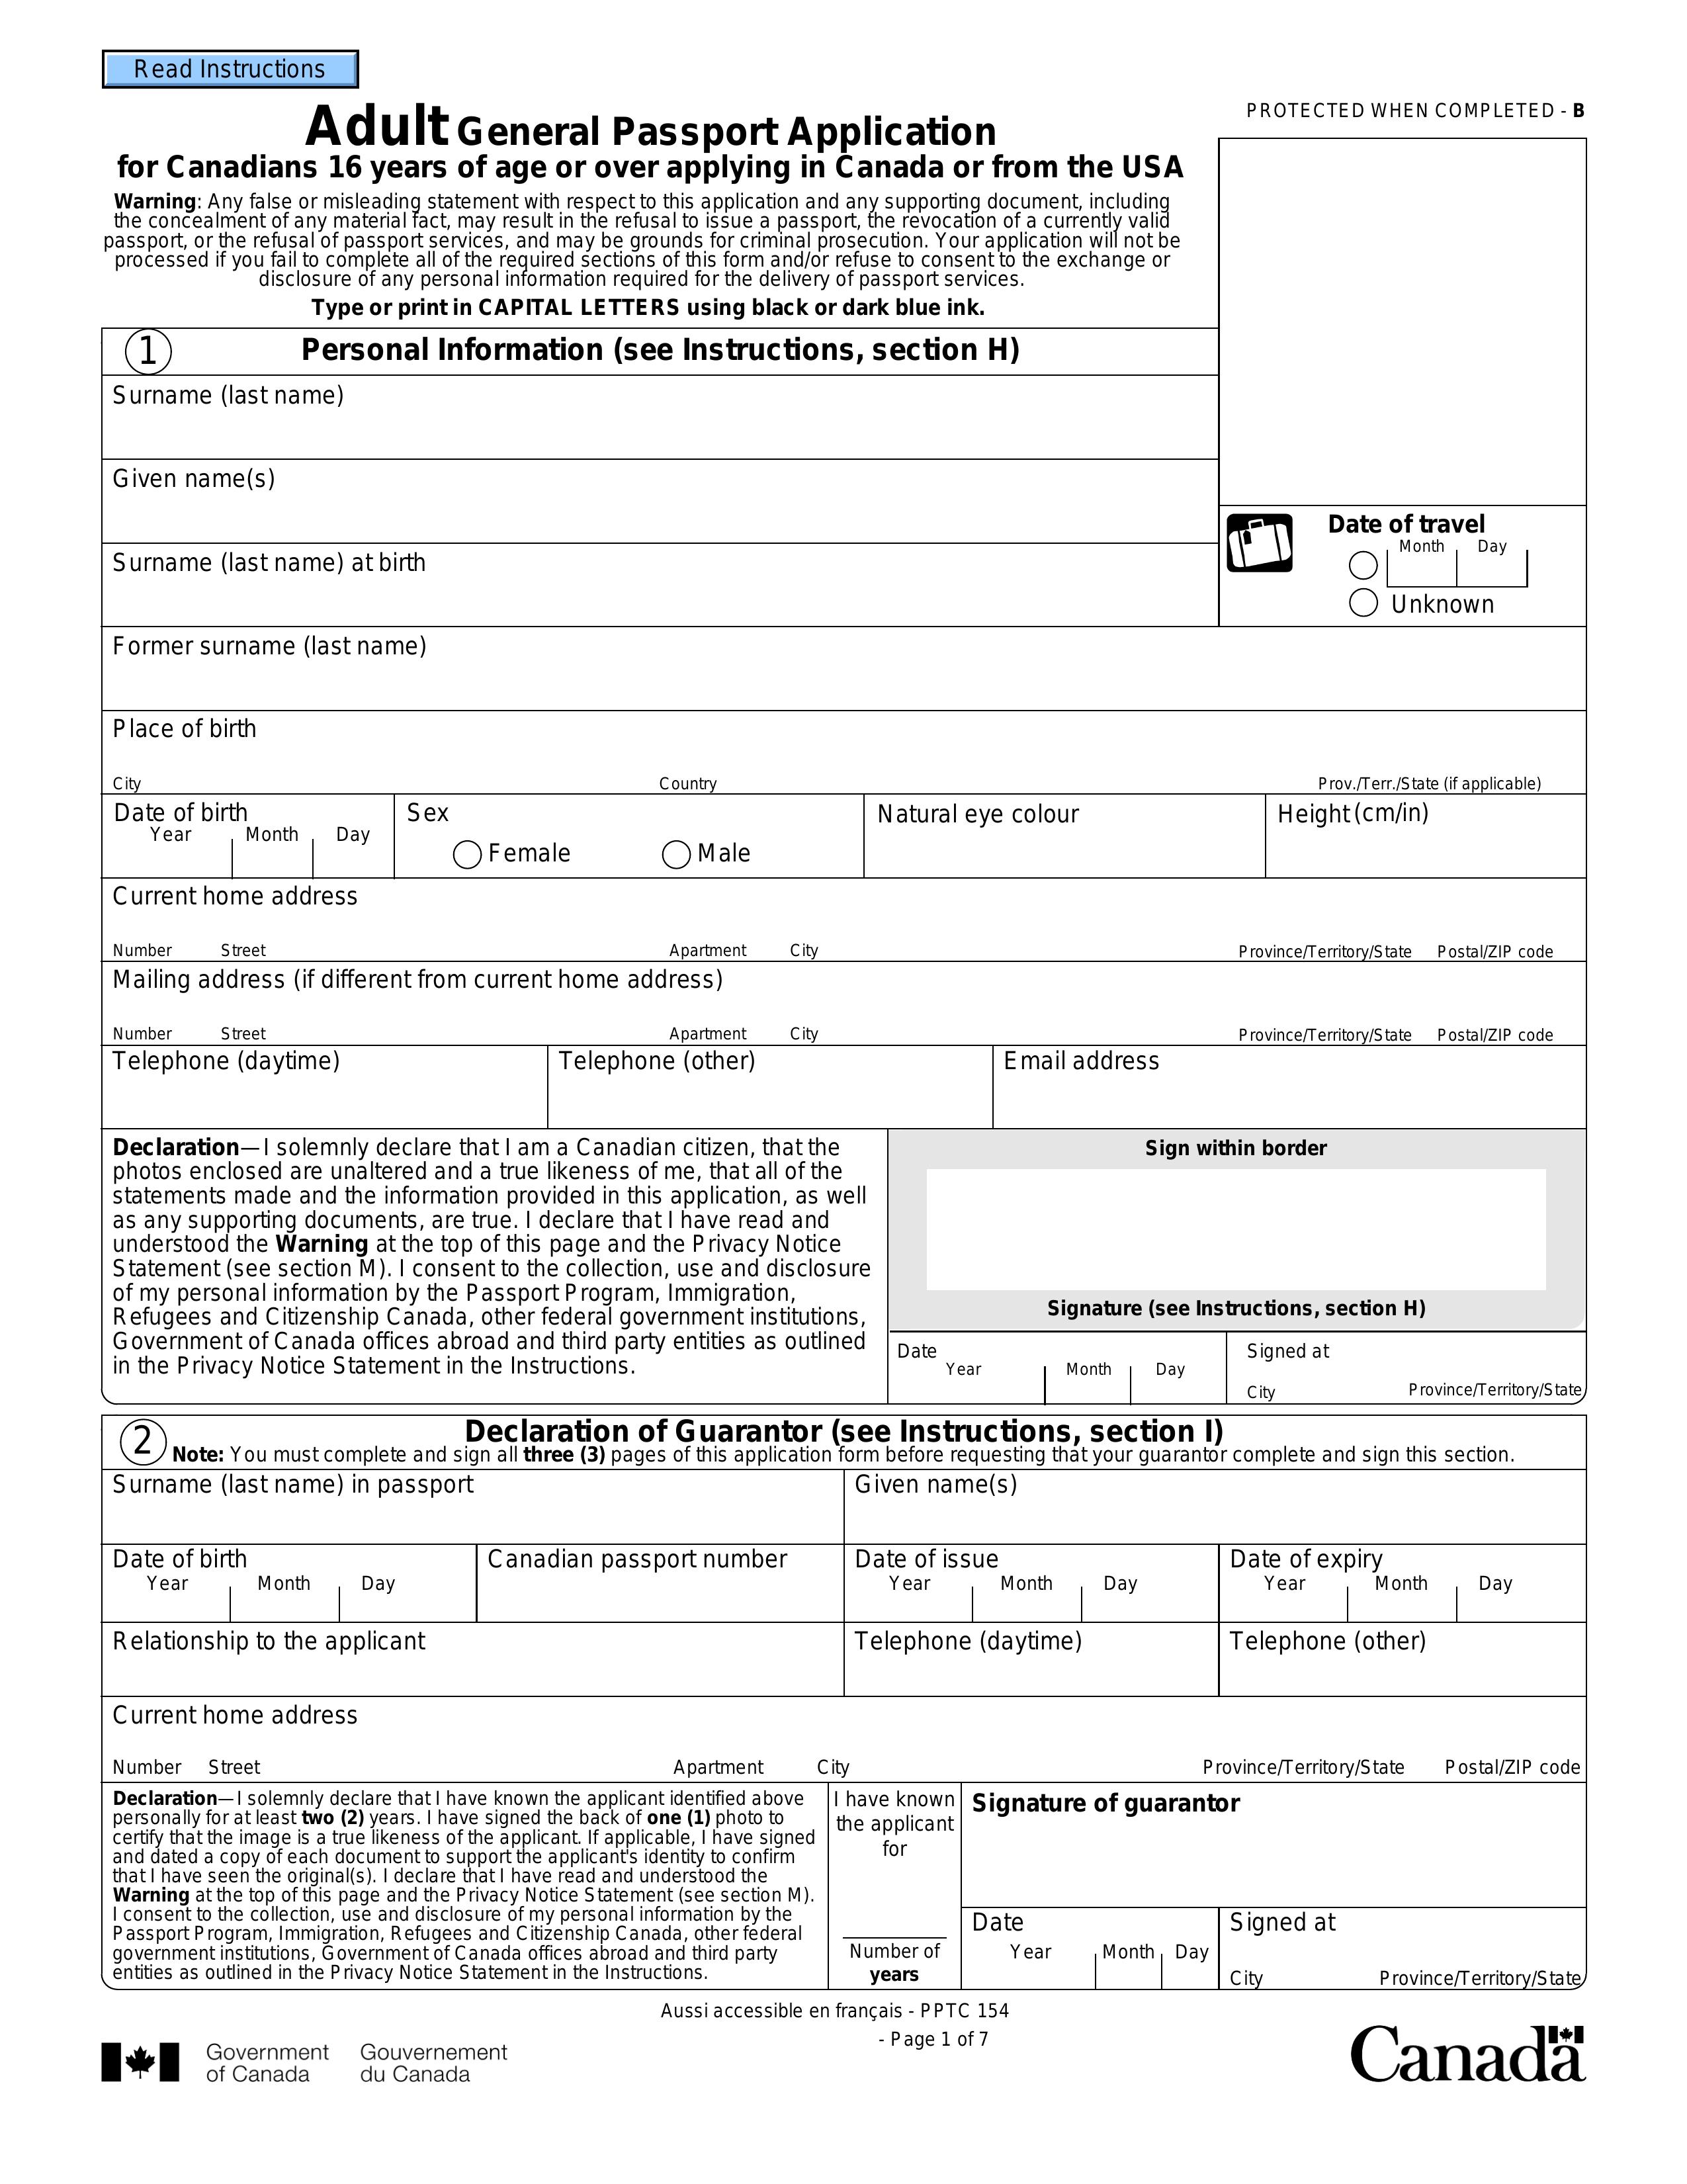 Read Instructions
PROTECTED WHEN COMPLETED - B
Adult General Passport Application
for Canadians 16 years of age or over applying in Canada or from the USA
Warning: Any false or misleading statement with respect to this application and any supporting document, including
the concealment of any material fact, may result in the refusal to issue a passport, the revocation of a currently valid
passport, or the refusal of passport services, and may be grounds for criminal prosecution. Your application will not be
processed if you fail to complete all of the required sections of this form and/or refuse to consent to the exchange or
disclosure of any personal information required for the delivery of passport services.
Type or print in CAPITAL LETTERS using black or dark blue ink.
1 Personal Information (see Instructions, section H)
Surname (last name)
Given name(s)
Surname (last name) at birth
Date of travel
Month Day
Unknown
Former surname (last name)
Place of birth
City Country Prov./Terr./State (if applicable)
Date of birth Sex Natural eye colour Height (cm/in)
Year Month Day
Female Male
Current home address
Number Street Apartment City Province/Territory/State Postal/ZIP code
Mailing address (if different from current home address)
Number Street Apartment City Province/Territory/State Postal/ZIP code
Telephone (daytime) Telephone (other) Email address
Declaration—I solemnly declare that I am a Canadian citizen, that the
photos enclosed are unaltered and a true likeness of me, that all of the
statements made and the information provided in this application, as well
as any supporting documents, are true. I declare that I have read and
understood the Warning at the top of this page and the Privacy Notice
Statement (see section M). I consent to the collection, use and disclosure
of my personal information by the Passport Program, Immigration,
Refugees and Citizenship Canada, other federal government institutions,
Government of Canada offices abroad and third party entities as outlined
in the Privacy Notice Statement in the Instructions.
Sign within border
Signature (see Instructions, section H)
Date Signed at
Year Month Day
City Province/Territory/State
2 Declaration of Guarantor (see Instructions, section I)
Note: You must complete and sign all three (3) pages of this application form before requesting that your guarantor complete and sign this section.
Surname (last name) in passport Given name(s)
Date of birth Canadian passport number Date of issue Date of expiry
Year Month Day Year Month Day Year Month Day
Relationship to the applicant Telephone (daytime) Telephone (other)
Current home address
Number Street Apartment City Province/Territory/State Postal/ZIP code
Declaration—I solemnly declare that I have known the applicant identified above
personally for at least two (2) years. I have signed the back of one (1) photo to
certify that the image is a true likeness of the applicant. If applicable, I have signed
and dated a copy of each document to support the applicant's identity to confirm
that I have seen the original(s). I declare that I have read and understood the
Warning at the top of this page and the Privacy Notice Statement (see section M).
I consent to the collection, use and disclosure of my personal information by the
Passport Program, Immigration, Refugees and Citizenship Canada, other federal
government institutions, Government of Canada offices abroad and third party
entities as outlined in the Privacy Notice Statement in the Instructions.
I have known
the applicant
for
Number of
years
Signature of guarantor
Date Signed at
Year Month Day
City Province/Territory/State
Aussi accessible en français - PPTC 154
- Page 1 of 7
Government Gouvernement
of Canada du Canada
Canada